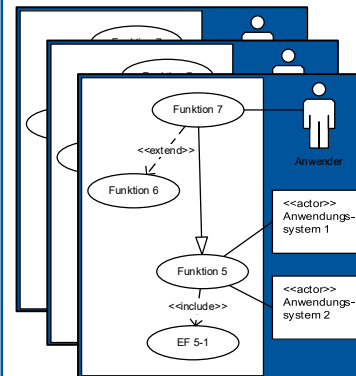 Funktion 7
<<extend>>
Anwender
Funktion 6
<<actor>>
Anwendungs-
system 1
Funktion 5
<<include>>
<<actor>>
Anwendungs-
system 2
EF 5-1